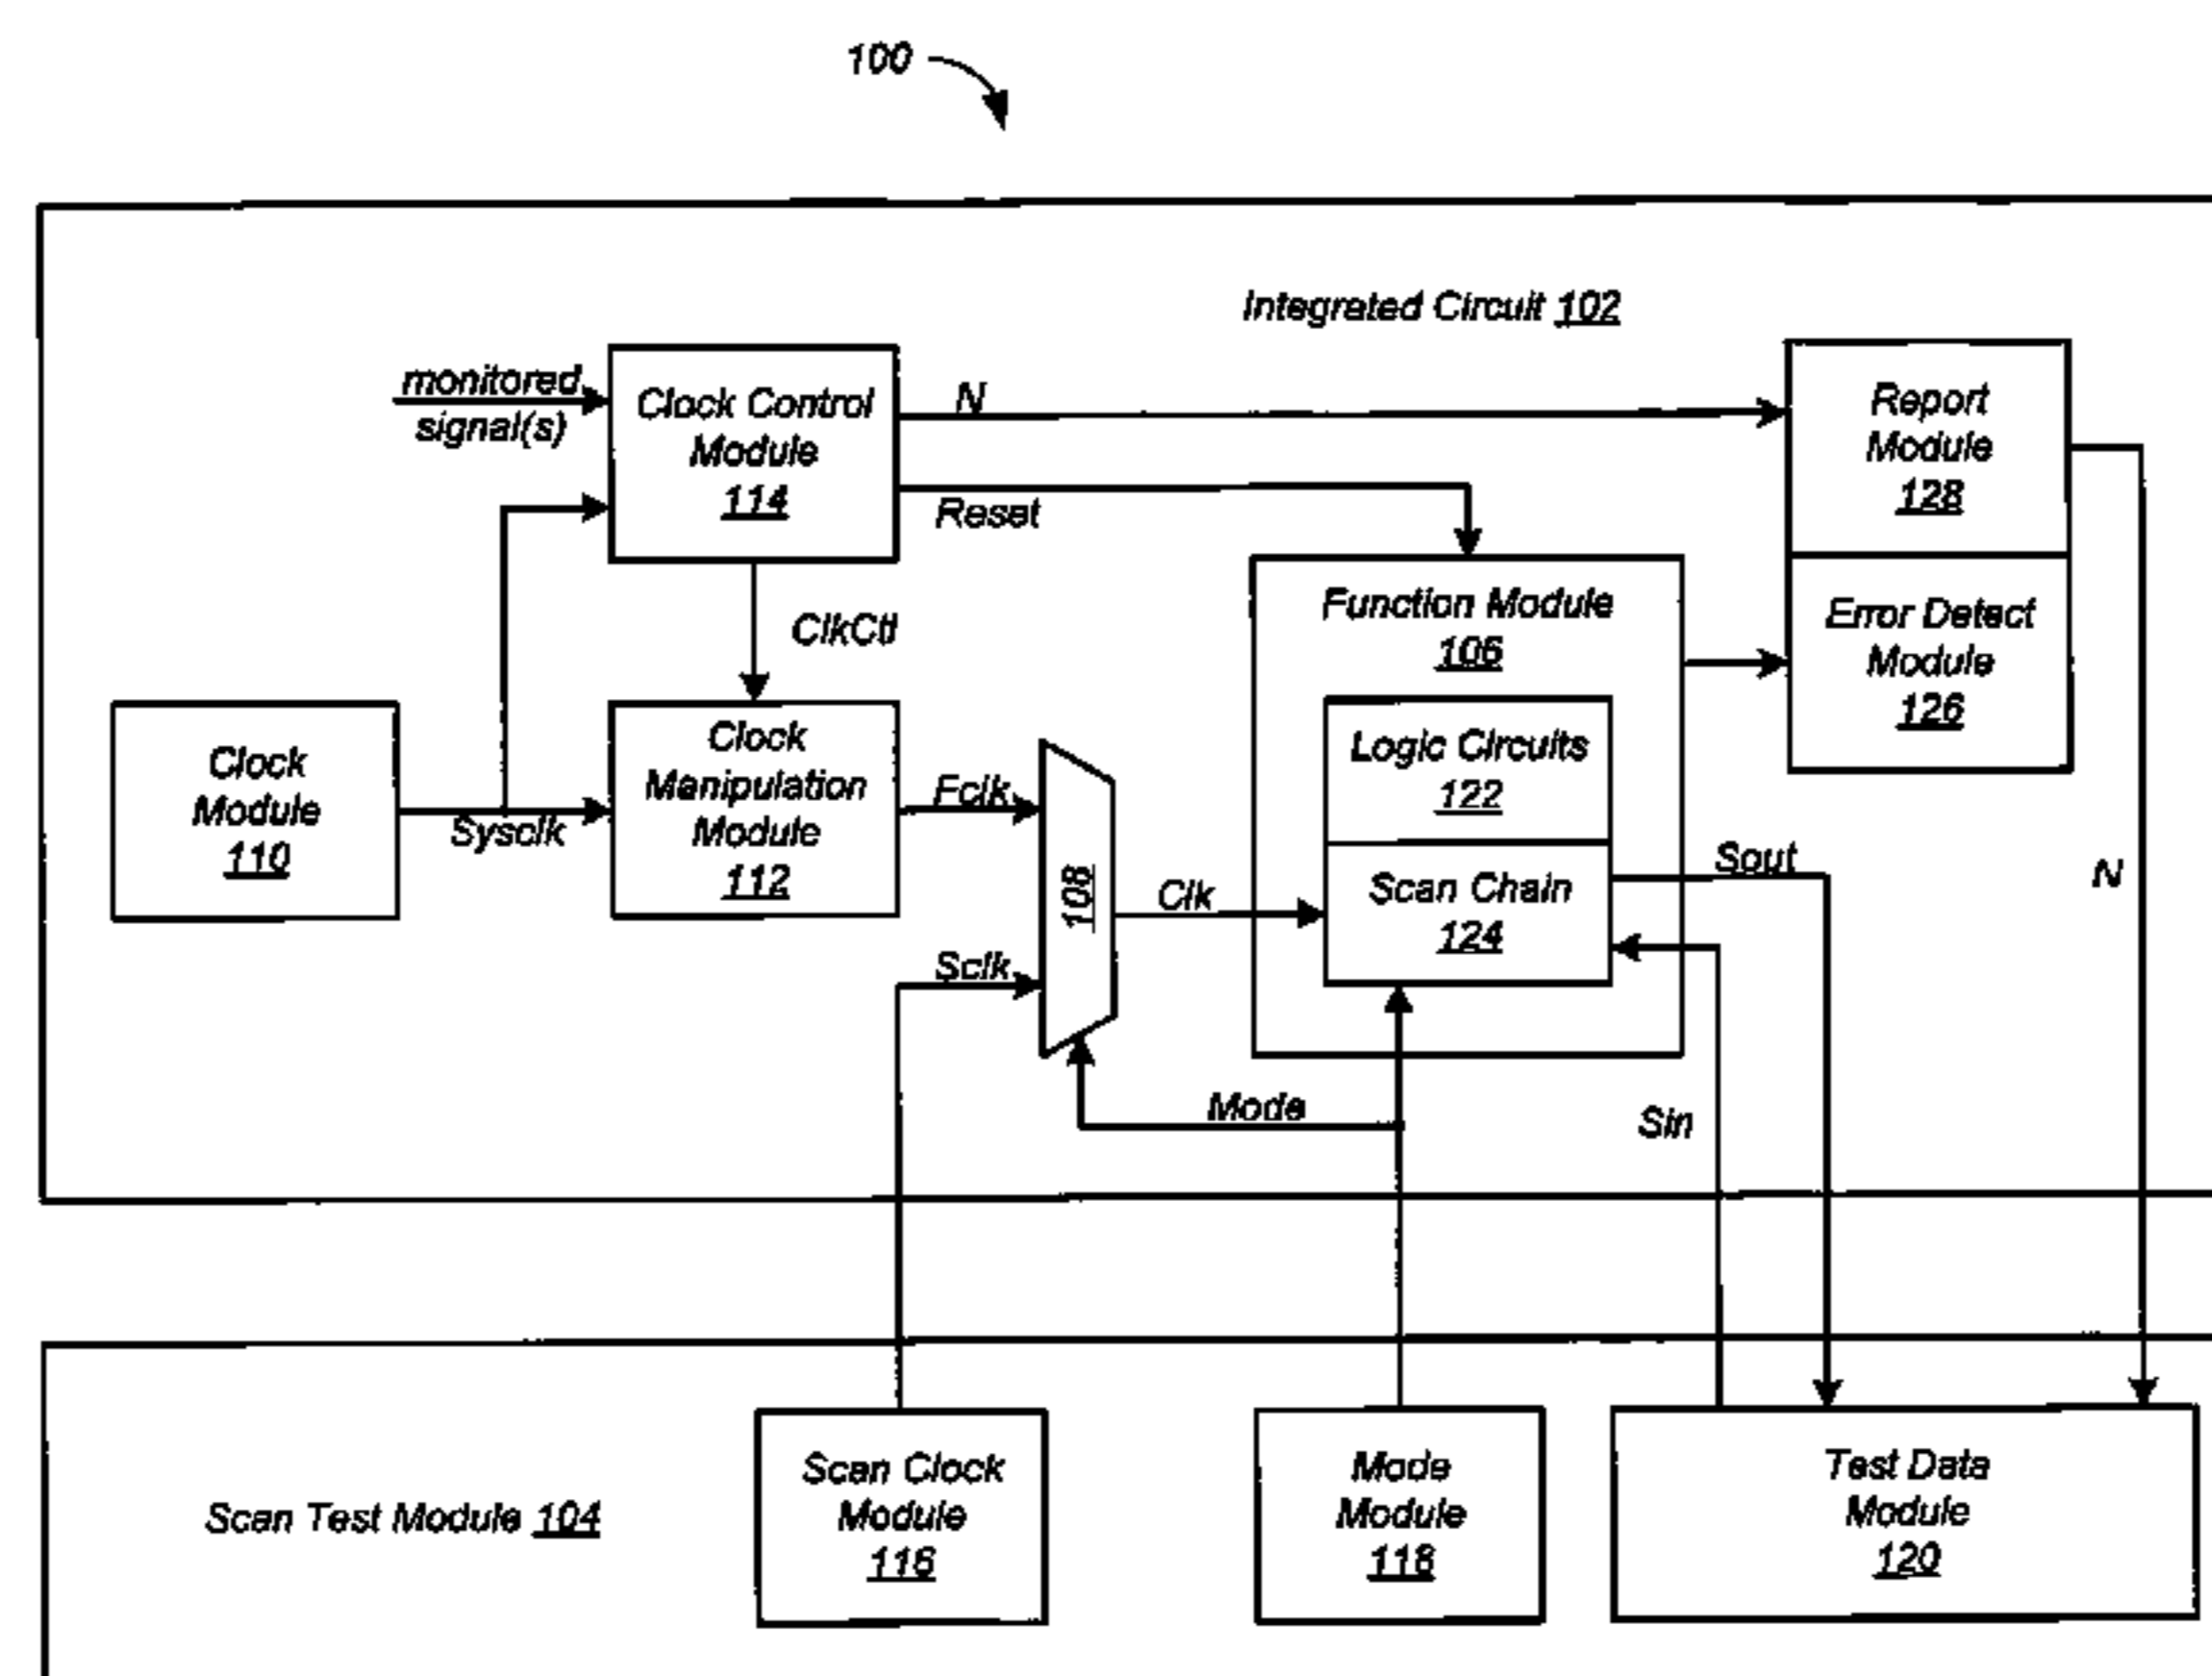 100
Integrated Circuit 102
monitored
signal(s)
Clock Control
Module
114
N
Reset
Report
Module
128
ClkCtl
Function Module
106
Error Detect
Module
126
Clock
Module
110
Sysclk
Clock
Manipulation
Module
112
Fclk
Sclk
108
Clk
Logic Circuits
122
Scan Chain
124
Sout
N
Mode
Sin
Scan Test Module 104
Scan Clock
Module
116
Mode
Module
118
Test Data
Module
120